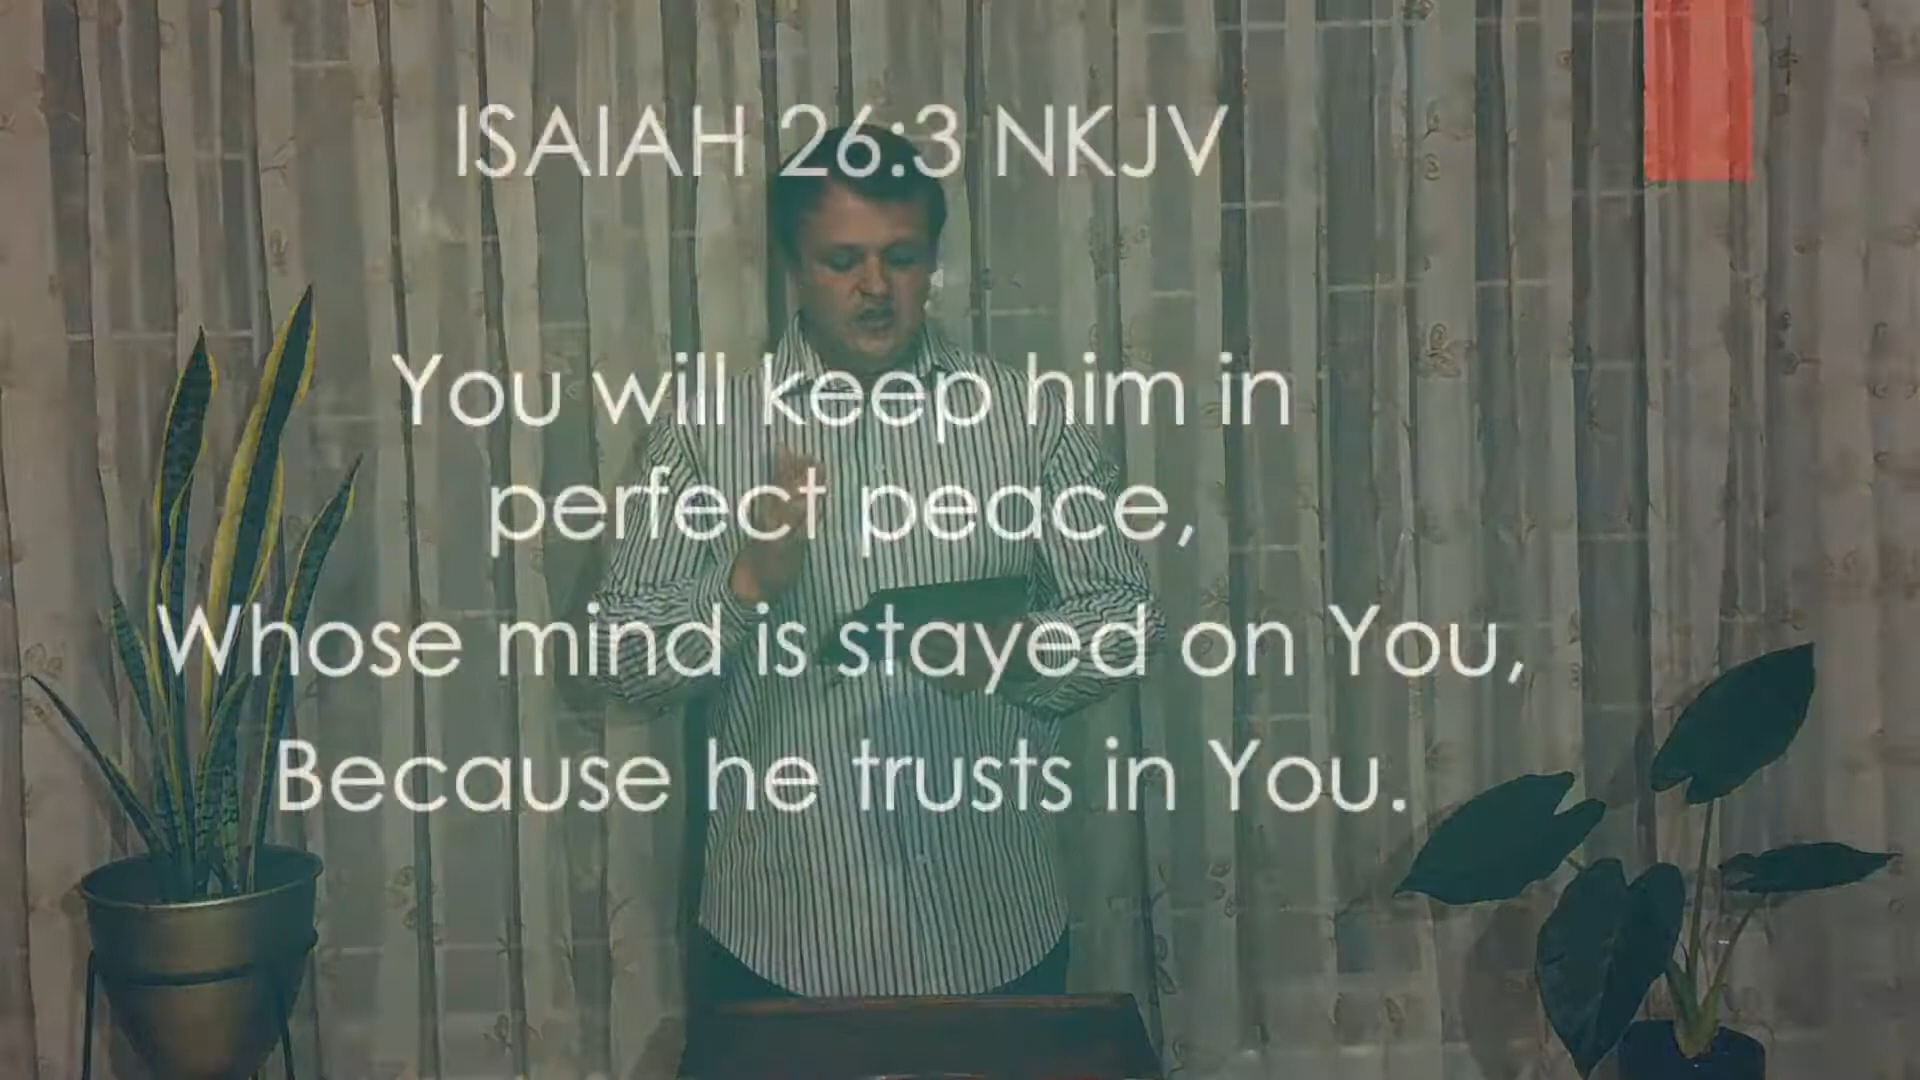 ISAIAH 26:3 NKJV
You will keep him in
perfect peace,
Whose mind is stayed on You,
Because he trusts in You.